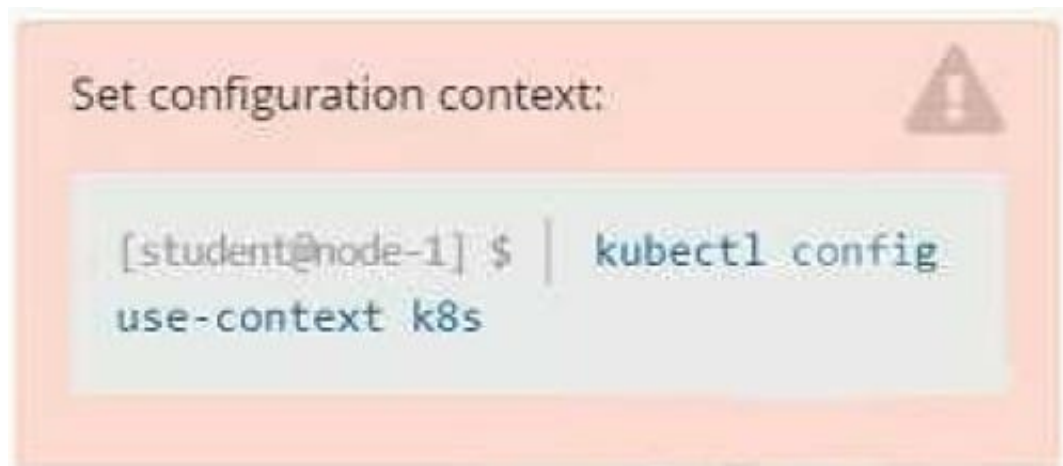 Set configuration context:
[student@node-1] $ | kubectl config
use-context k8s